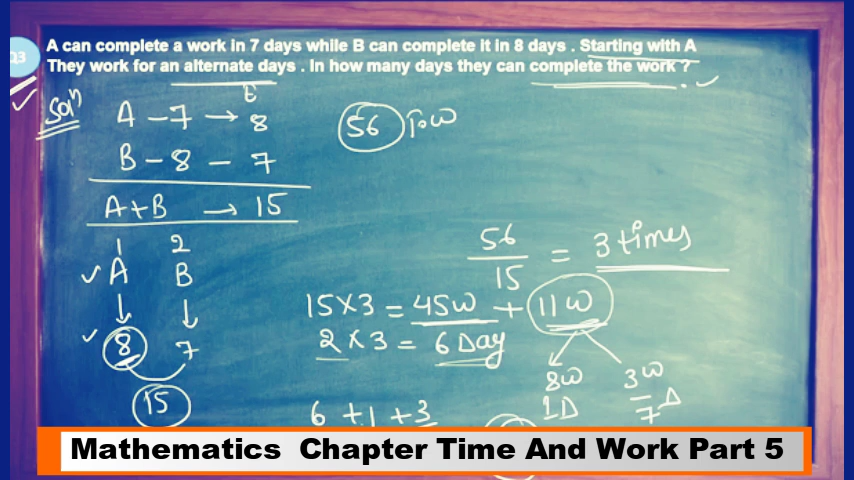 Q3
A can complete a work in 7 days while B can complete it in 8 days . Starting with A
They work for an alternate days . In how many days they can complete the work ?
Solⁿ
E
A – 7 → 8
56 T.W
B – 8 – 7
A+B → 15
1 2
A B
↓ ↓
8 7
15
56/15 = 3 times
15×3 = 45W + 11W
2 × 3 = 6 Day
8W 3W
1D 3/7 D
6 + 1 + 3
Mathematics Chapter Time And Work Part 5